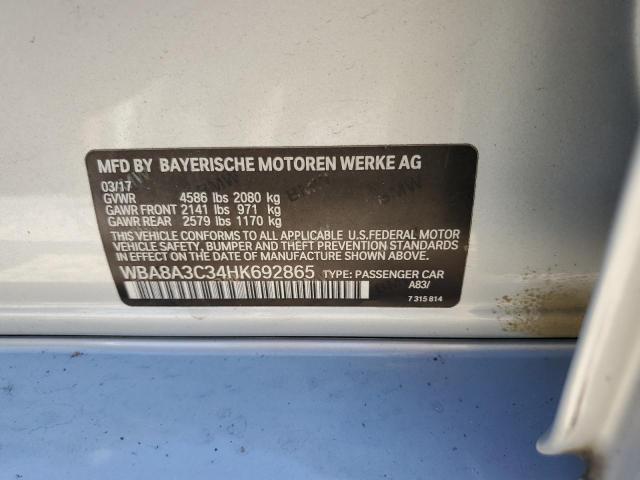 MFD BY BAYERISCHE MOTOREN WERKE AG
03/17
GVWR 4586 lbs 2080 kg
GAWR FRONT 2141 lbs 971 kg
GAWR REAR 2579 lbs 1170 kg
THIS VEHICLE CONFORMS TO ALL APPLICABLE U.S.FEDERAL MOTOR
VEHICLE SAFETY, BUMPER AND THEFT PREVENTION STANDARDS
IN EFFECT ON THE DATE OF MANUFACTURE SHOWN ABOVE.
WBA8A3C34HK692865 TYPE: PASSENGER CAR
A83/
7 315 814